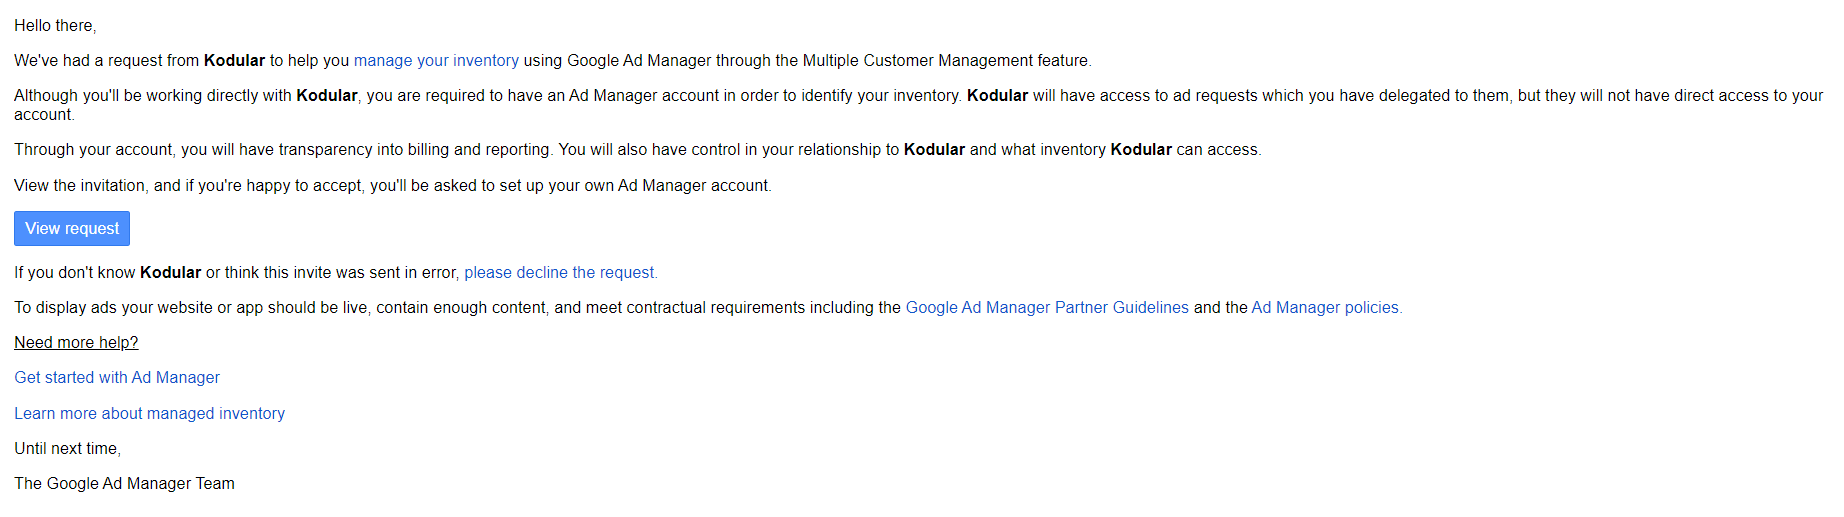 Hello there,
We've had a request from Kodular to help you manage your inventory using Google Ad Manager through the Multiple Customer Management feature.
Although you'll be working directly with Kodular, you are required to have an Ad Manager account in order to identify your inventory. Kodular will have access to ad requests which you have delegated to them, but they will not have direct access to your
account.
Through your account, you will have transparency into billing and reporting. You will also have control in your relationship to Kodular and what inventory Kodular can access.
View the invitation, and if you're happy to accept, you'll be asked to set up your own Ad Manager account.
View request
If you don't know Kodular or think this invite was sent in error, please decline the request.
To display ads your website or app should be live, contain enough content, and meet contractual requirements including the Google Ad Manager Partner Guidelines and the Ad Manager policies.
Need more help?
Get started with Ad Manager
Learn more about managed inventory
Until next time,
The Google Ad Manager Team